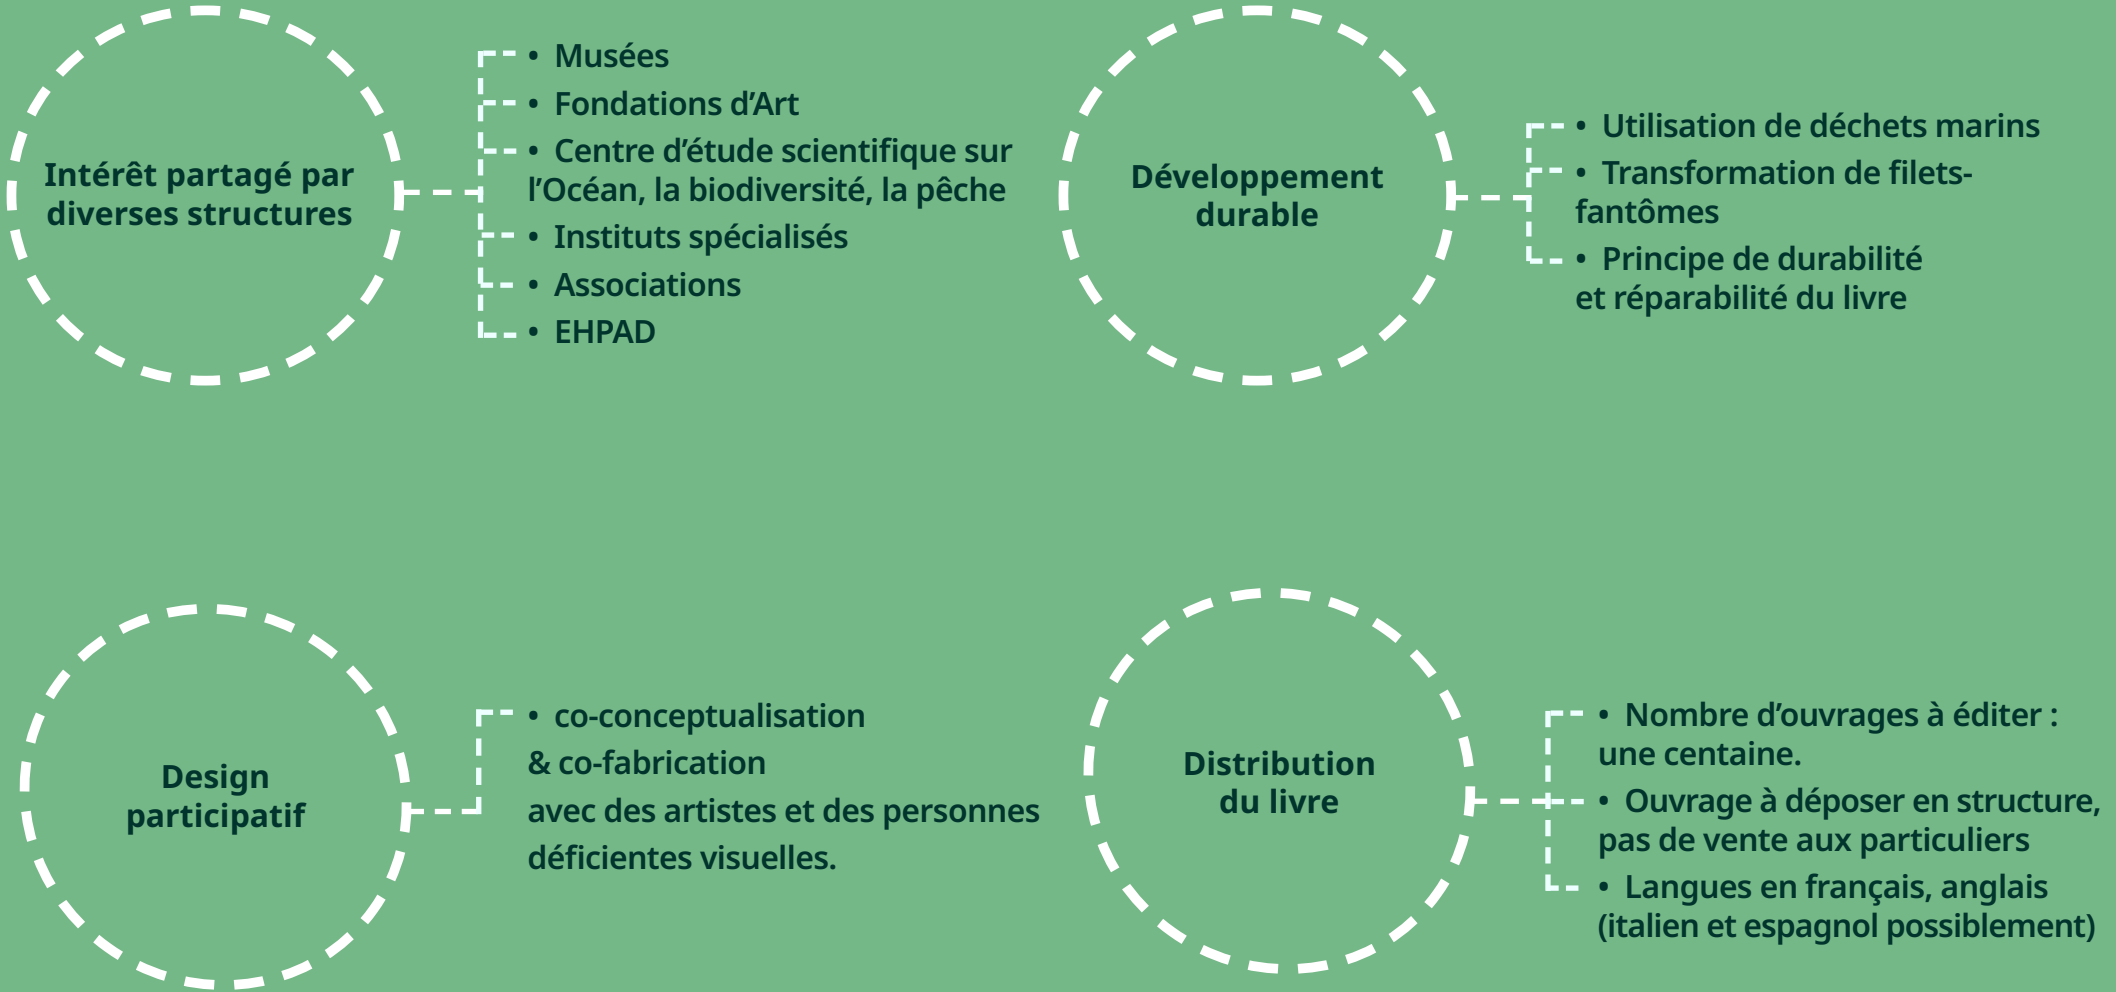 Intérêt partagé par
diverses structures
• Musées
• Fondations d’Art
• Centre d’étude scientifique sur
l’Océan, la biodiversité, la pêche
• Instituts spécialisés
• Associations
• EHPAD
Développement
durable
• Utilisation de déchets marins
• Transformation de filets-
fantômes
• Principe de durabilité
et réparabilité du livre
Design
participatif
• co-conceptualisation
& co-fabrication
avec des artistes et des personnes
déficientes visuelles.
Distribution
du livre
• Nombre d’ouvrages à éditer :
une centaine.
• Ouvrage à déposer en structure,
pas de vente aux particuliers
• Langues en français, anglais
(italien et espagnol possiblement)